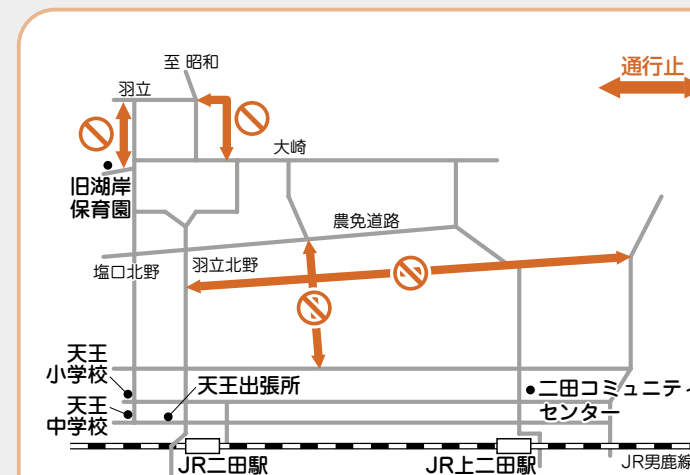 至 昭和
通行止
羽立
大崎
旧湖岸
保育園
農免道路
塩口北野
羽立北野
天王
小学校
天王出張所
二田コミュニティ
センター
天王
中学校
JR二田駅
JR上二田駅
JR男鹿線